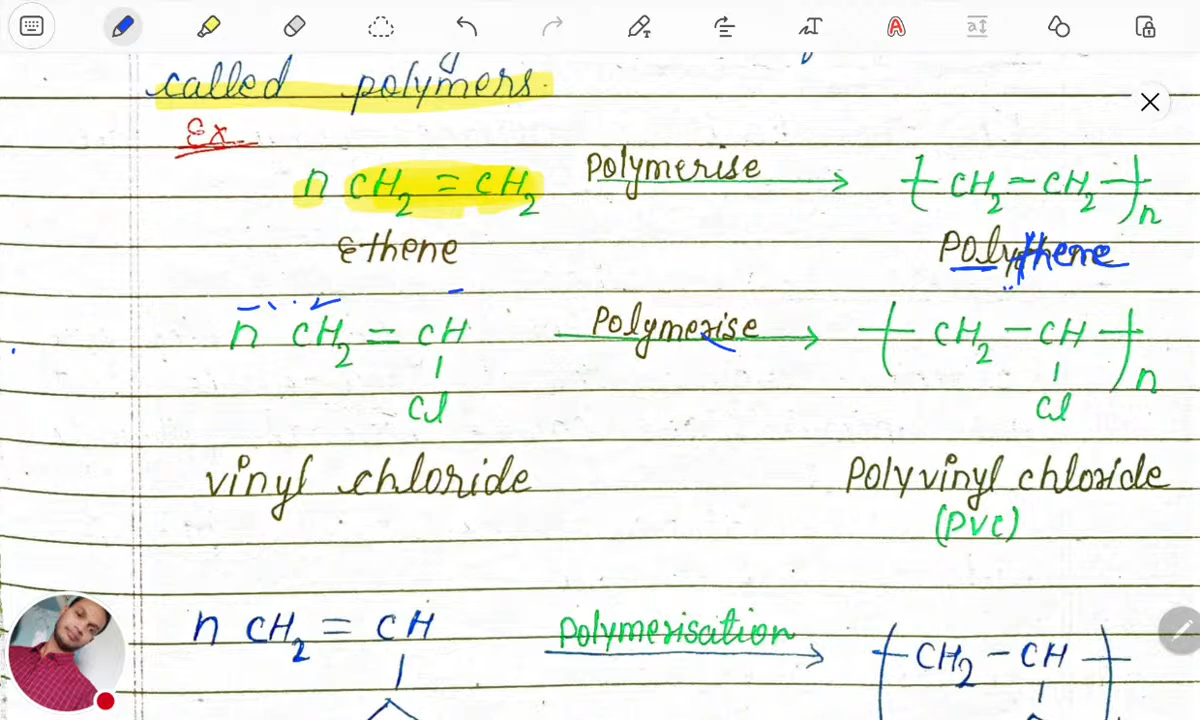 called polymers.
Ex.
n CH2 = CH2 Polymerise -( CH2 - CH2 )-n
Ethene Polythene
n CH2 = CH Polymerise -( CH2 - CH )-n
Cl Cl
vinyl chloride Polyvinyl chloride
(PVC)
n CH2 = CH Polymerisation -( CH2 - CH )-